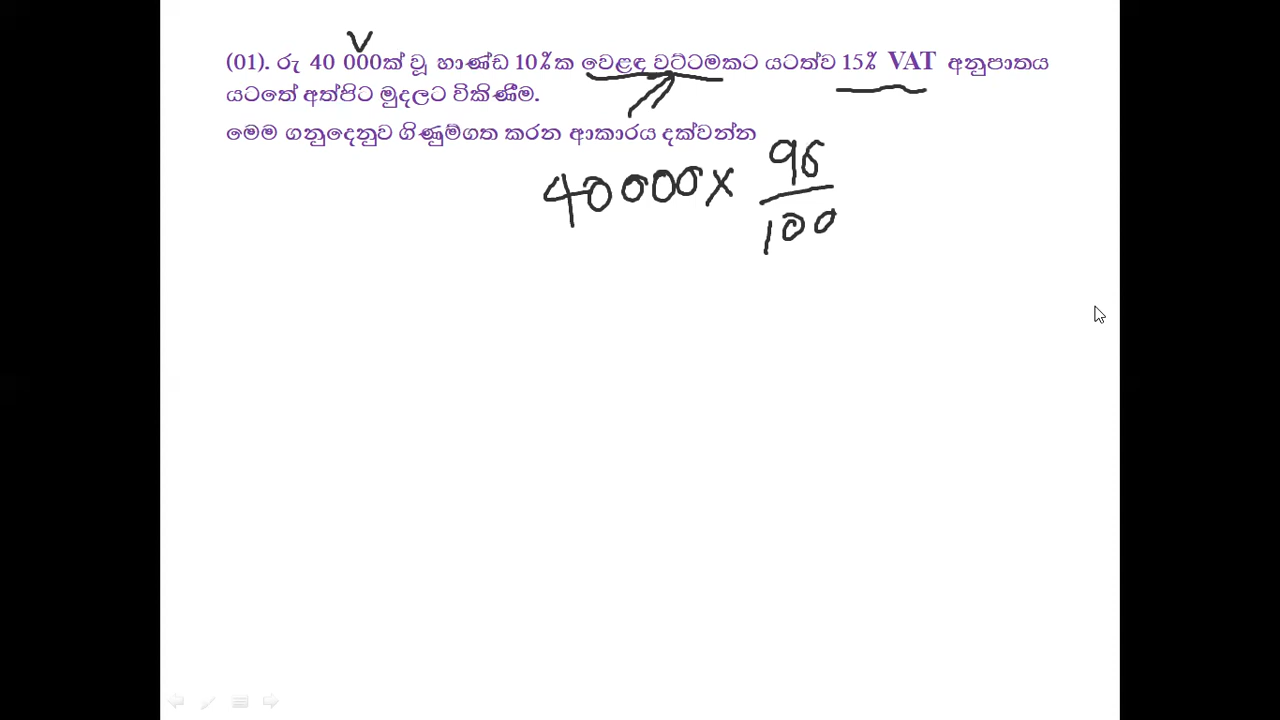 (01). රු 40 000ක් වූ හාණ්ඩ 10%ක වෙළඳ වට්ටමකට යටත්ව 15% VAT අනුපාතය
යටතේ අත්පිට මුදලට විකිණීම.
මෙම ගනුදෙනුව ගිණුම්ගත කරන ආකාරය දක්වන්න
40000 x 90/100